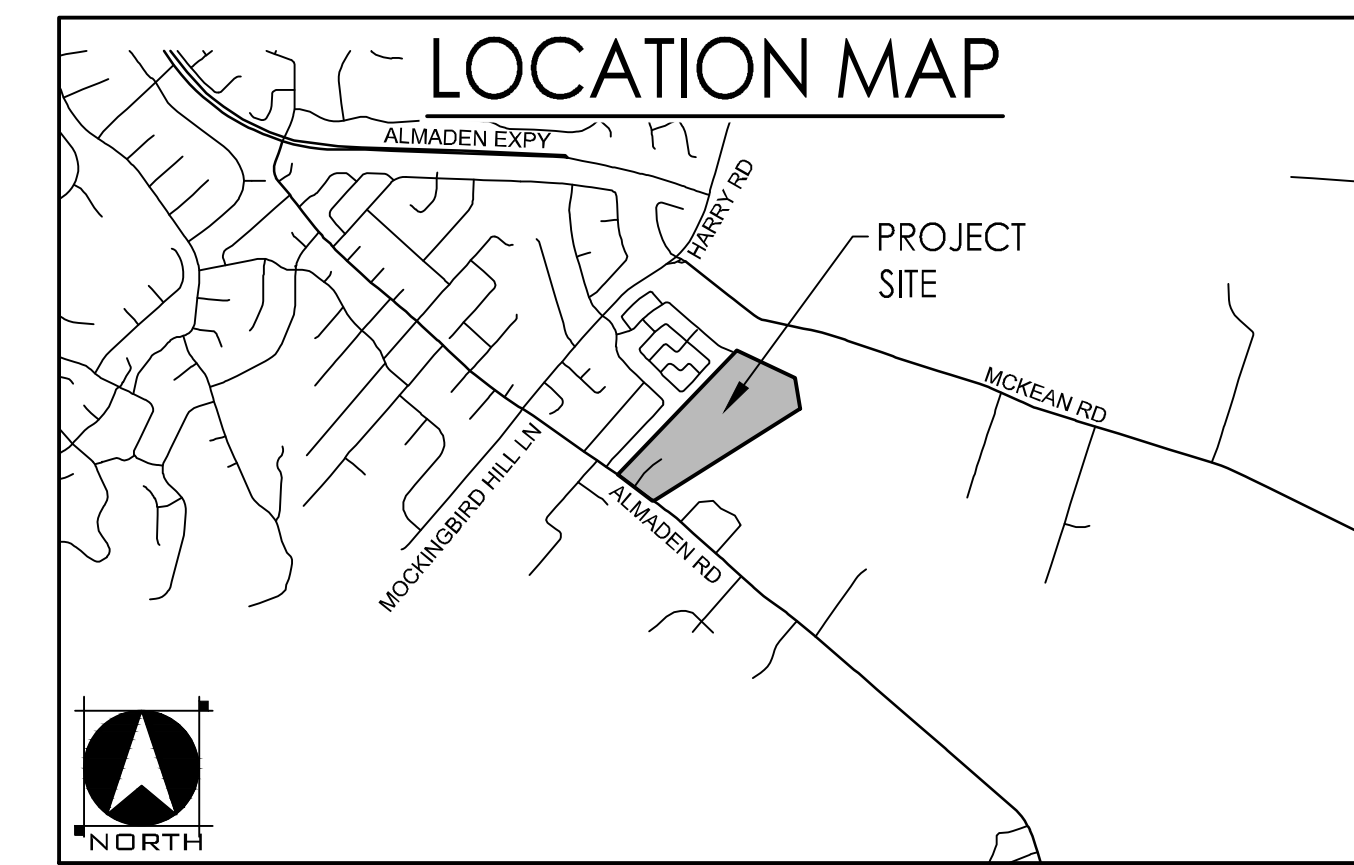 LOCATION MAP
ALMADEN EXPY
HARRY RD
PROJECT
SITE
MCKEAN RD
MOCKINGBIRD HILL LN
ALMADEN RD
NORTH